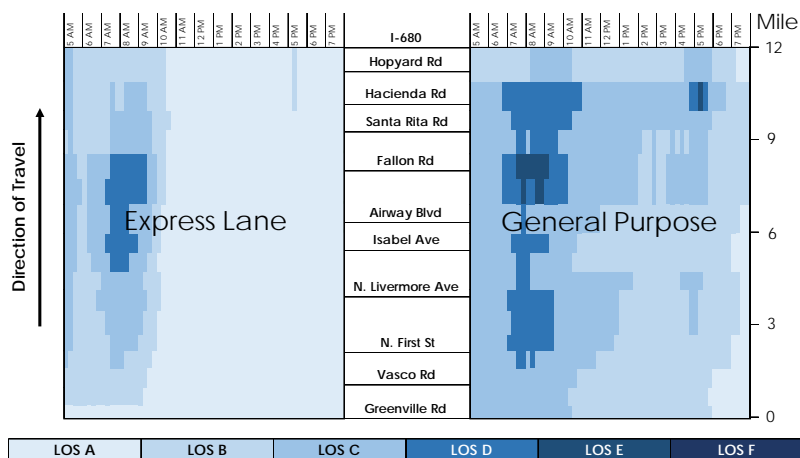 5 AM 6 AM 7 AM 8 AM 9 AM 10 AM 11 AM 12 PM 1 PM 2 PM 3 PM 4 PM 5 PM 6 PM 7 PM
I-680
5 AM 6 AM 7 AM 8 AM 9 AM 10 AM 11 AM 12 PM 1 PM 2 PM 3 PM 4 PM 5 PM 6 PM 7 PM
Mile
Hopyard Rd
12
Hacienda Rd
Santa Rita Rd
9
Fallon Rd
Direction of Travel
Express Lane
Airway Blvd
General Purpose
Isabel Ave
6
N. Livermore Ave
3
N. First St
Vasco Rd
Greenville Rd
0
LOS A LOS B LOS C LOS D LOS E LOS F